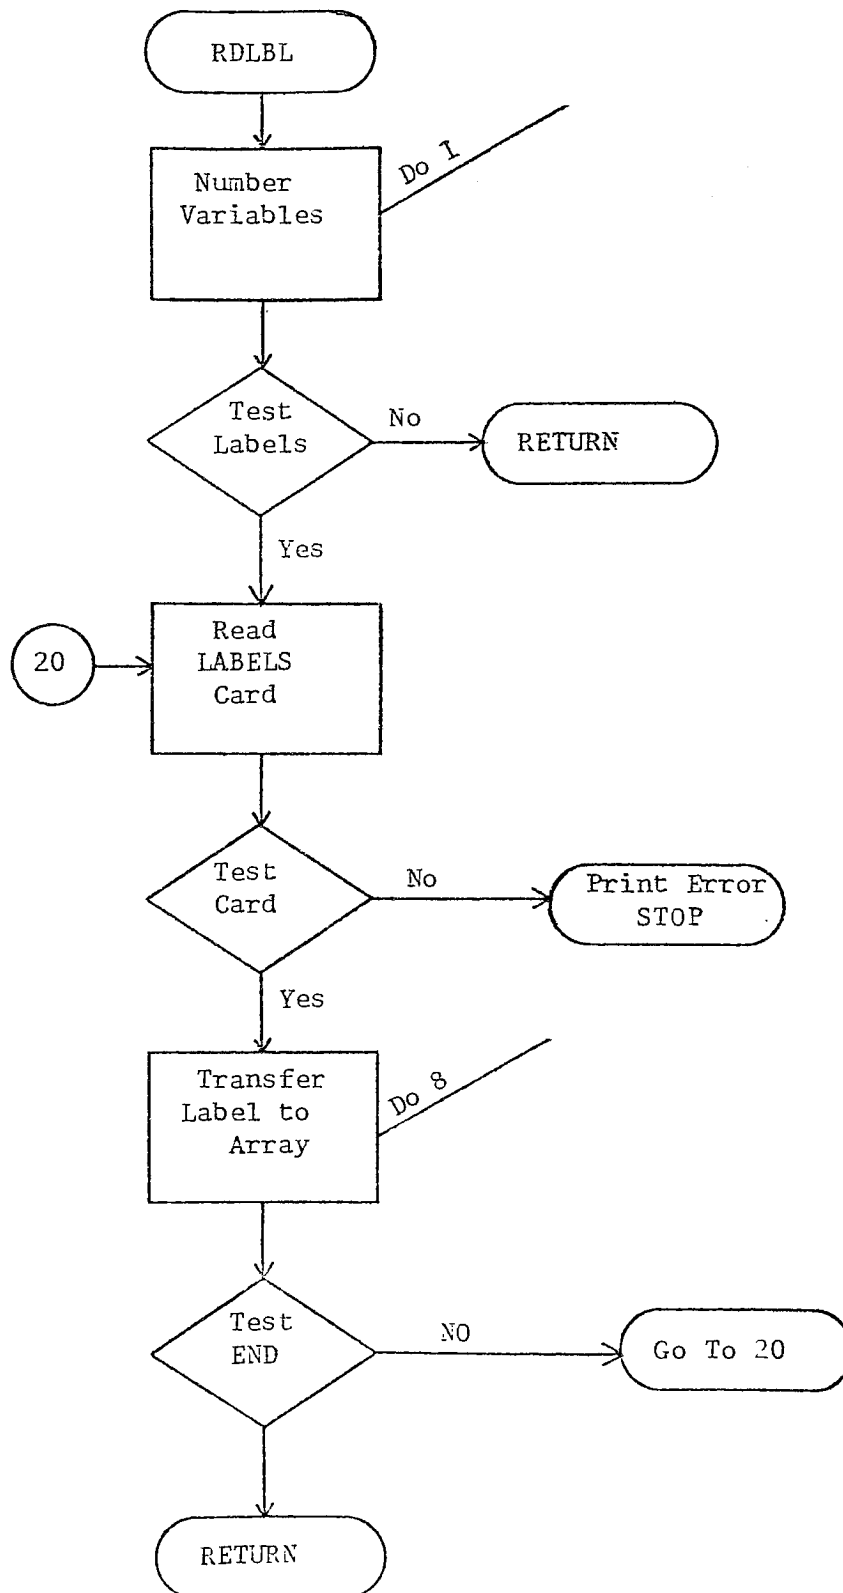 RDLBL
Number
Variables
Do 1
Test
Labels
No
RETURN
Yes
20
Read
LABELS
Card
Test
Card
No
Print Error
STOP
Yes
Transfer
Label to
Array
Do 8
Test
END
NO
Go To 20
RETURN